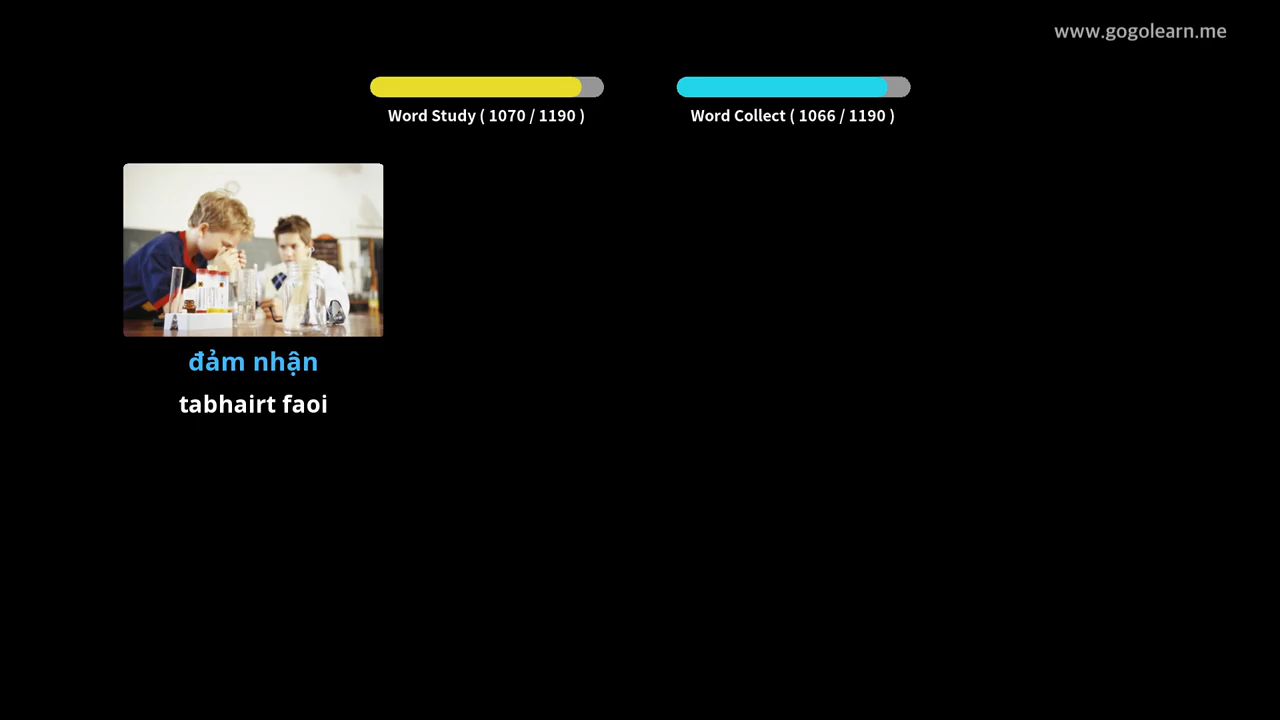 www.gogolearn.me
Word Study ( 1070 / 1190 )
Word Collect ( 1066 / 1190 )
đảm nhận
tabhairt faoi